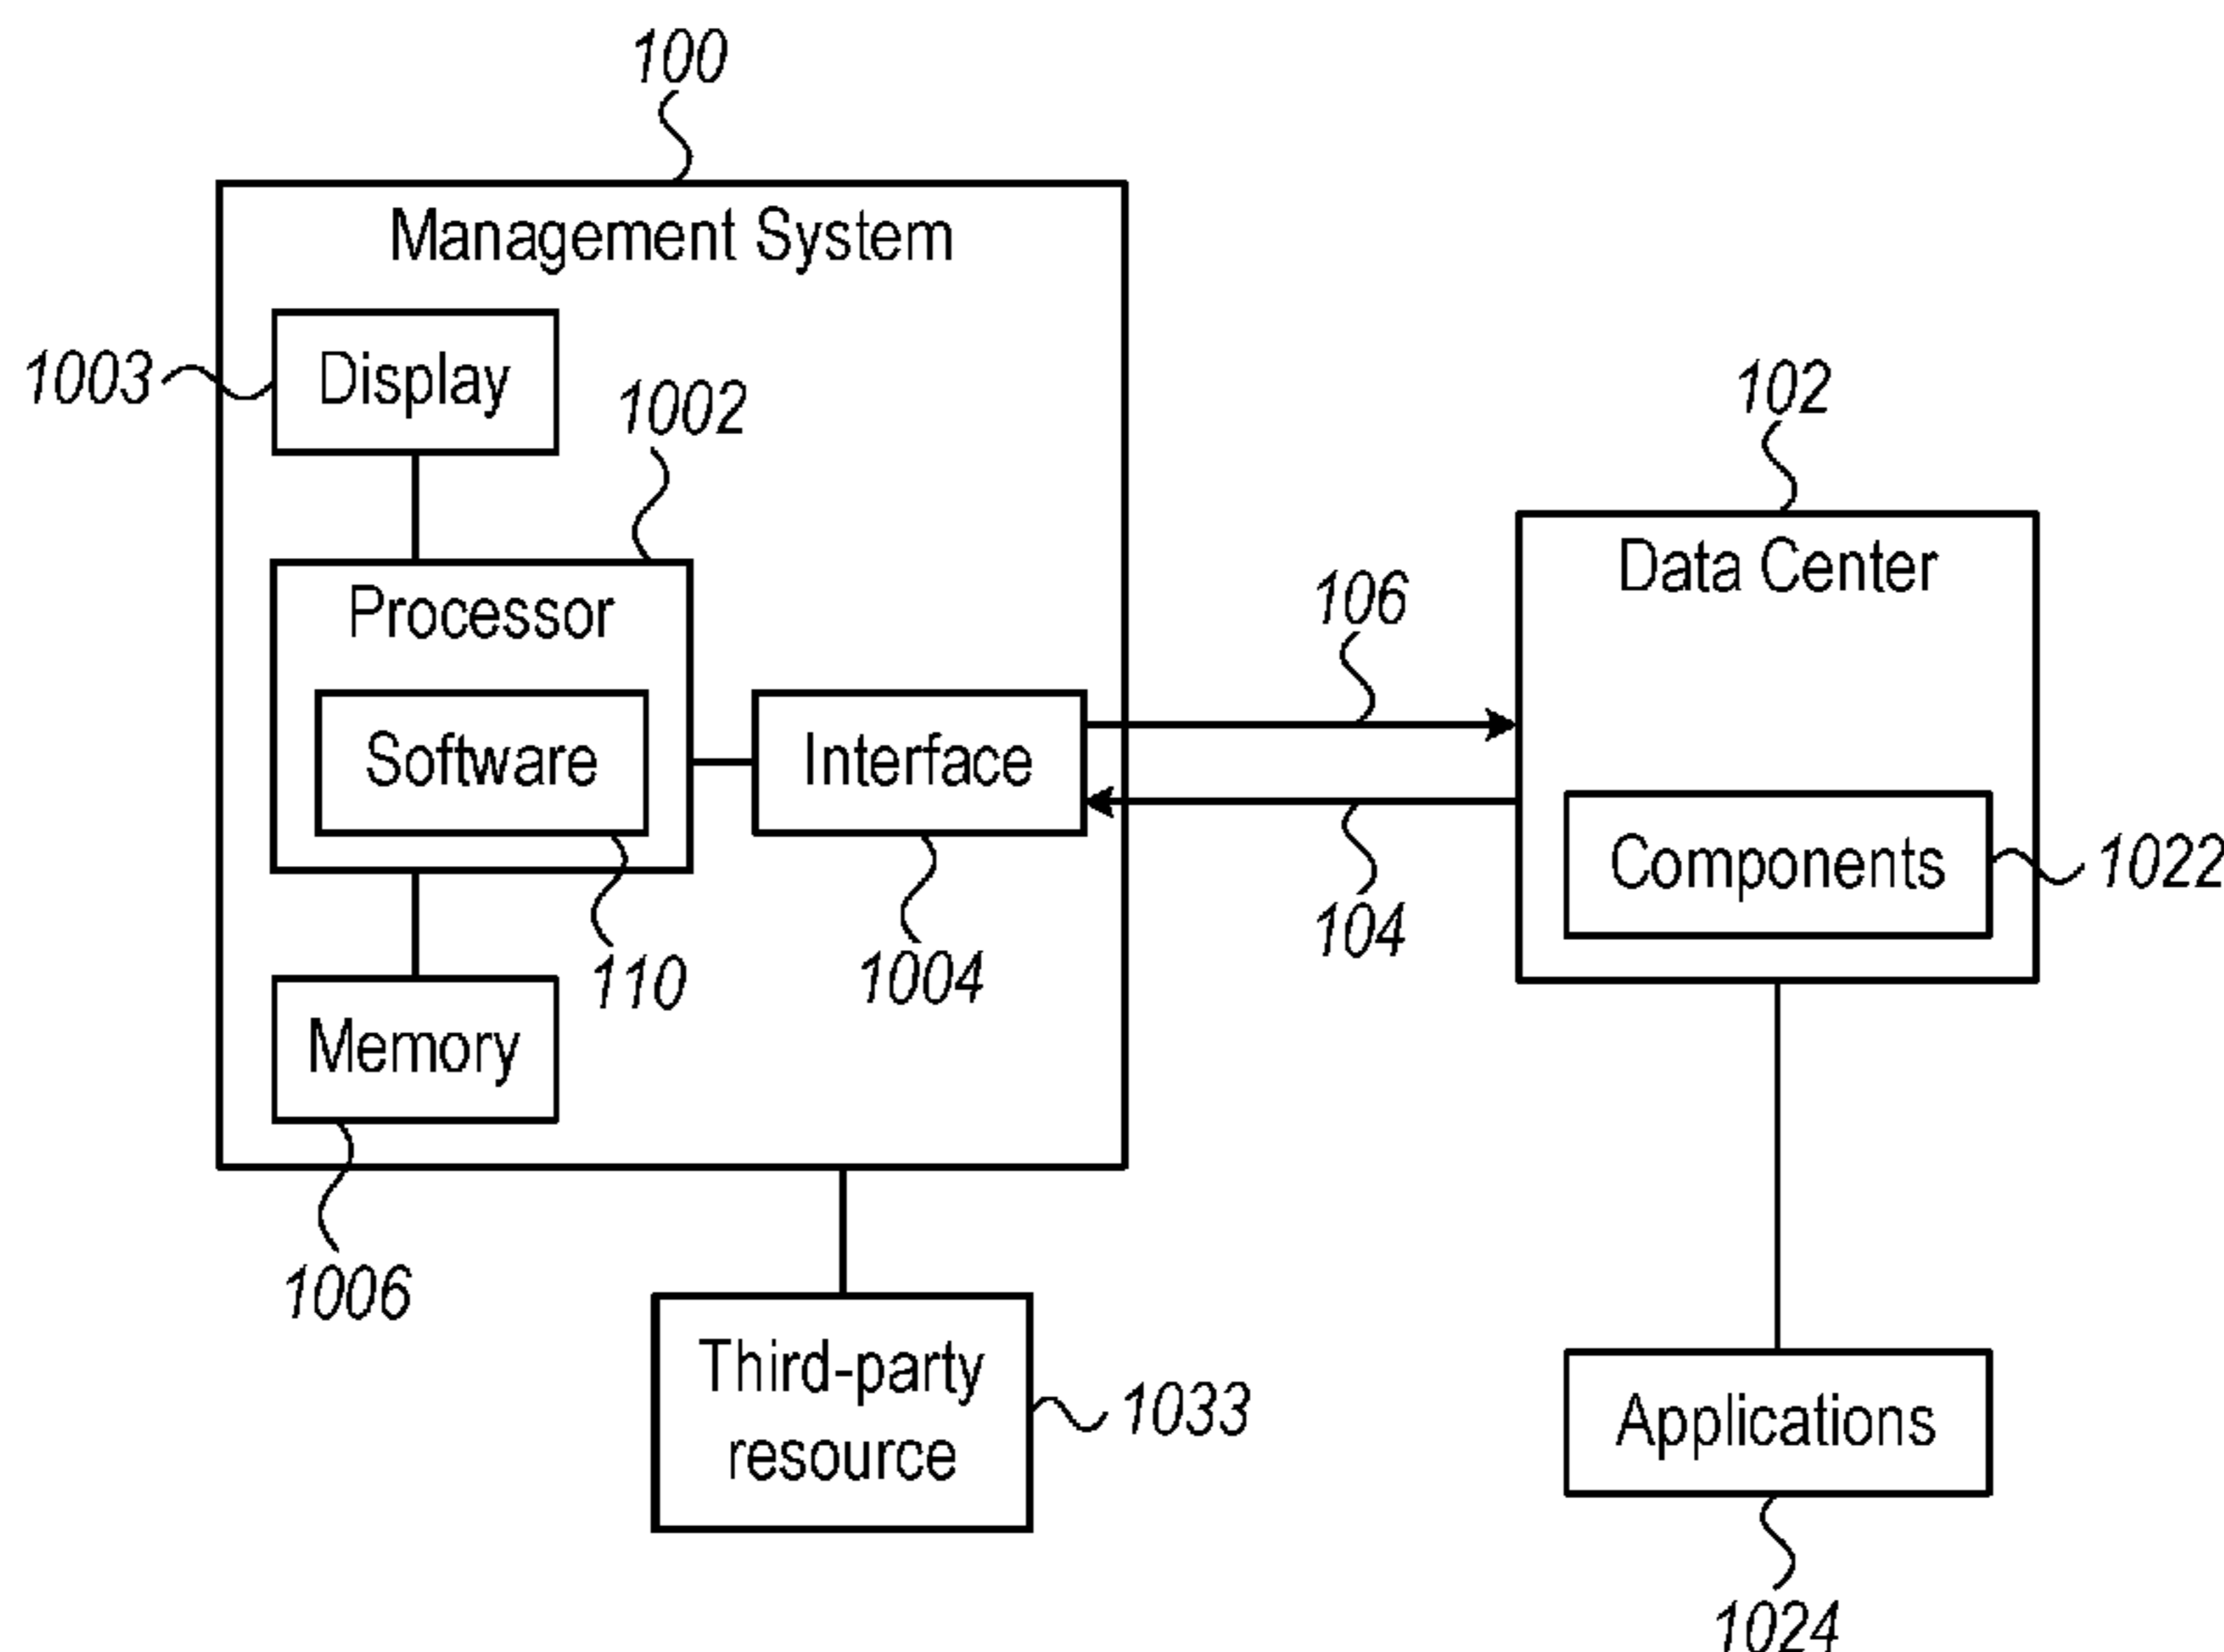 100
Management System
1003
Display
1002
102
Processor
Data Center
106
Software
Interface
Components
1022
104
110
1004
Memory
1006
Third-party
resource
1033
Applications
1024